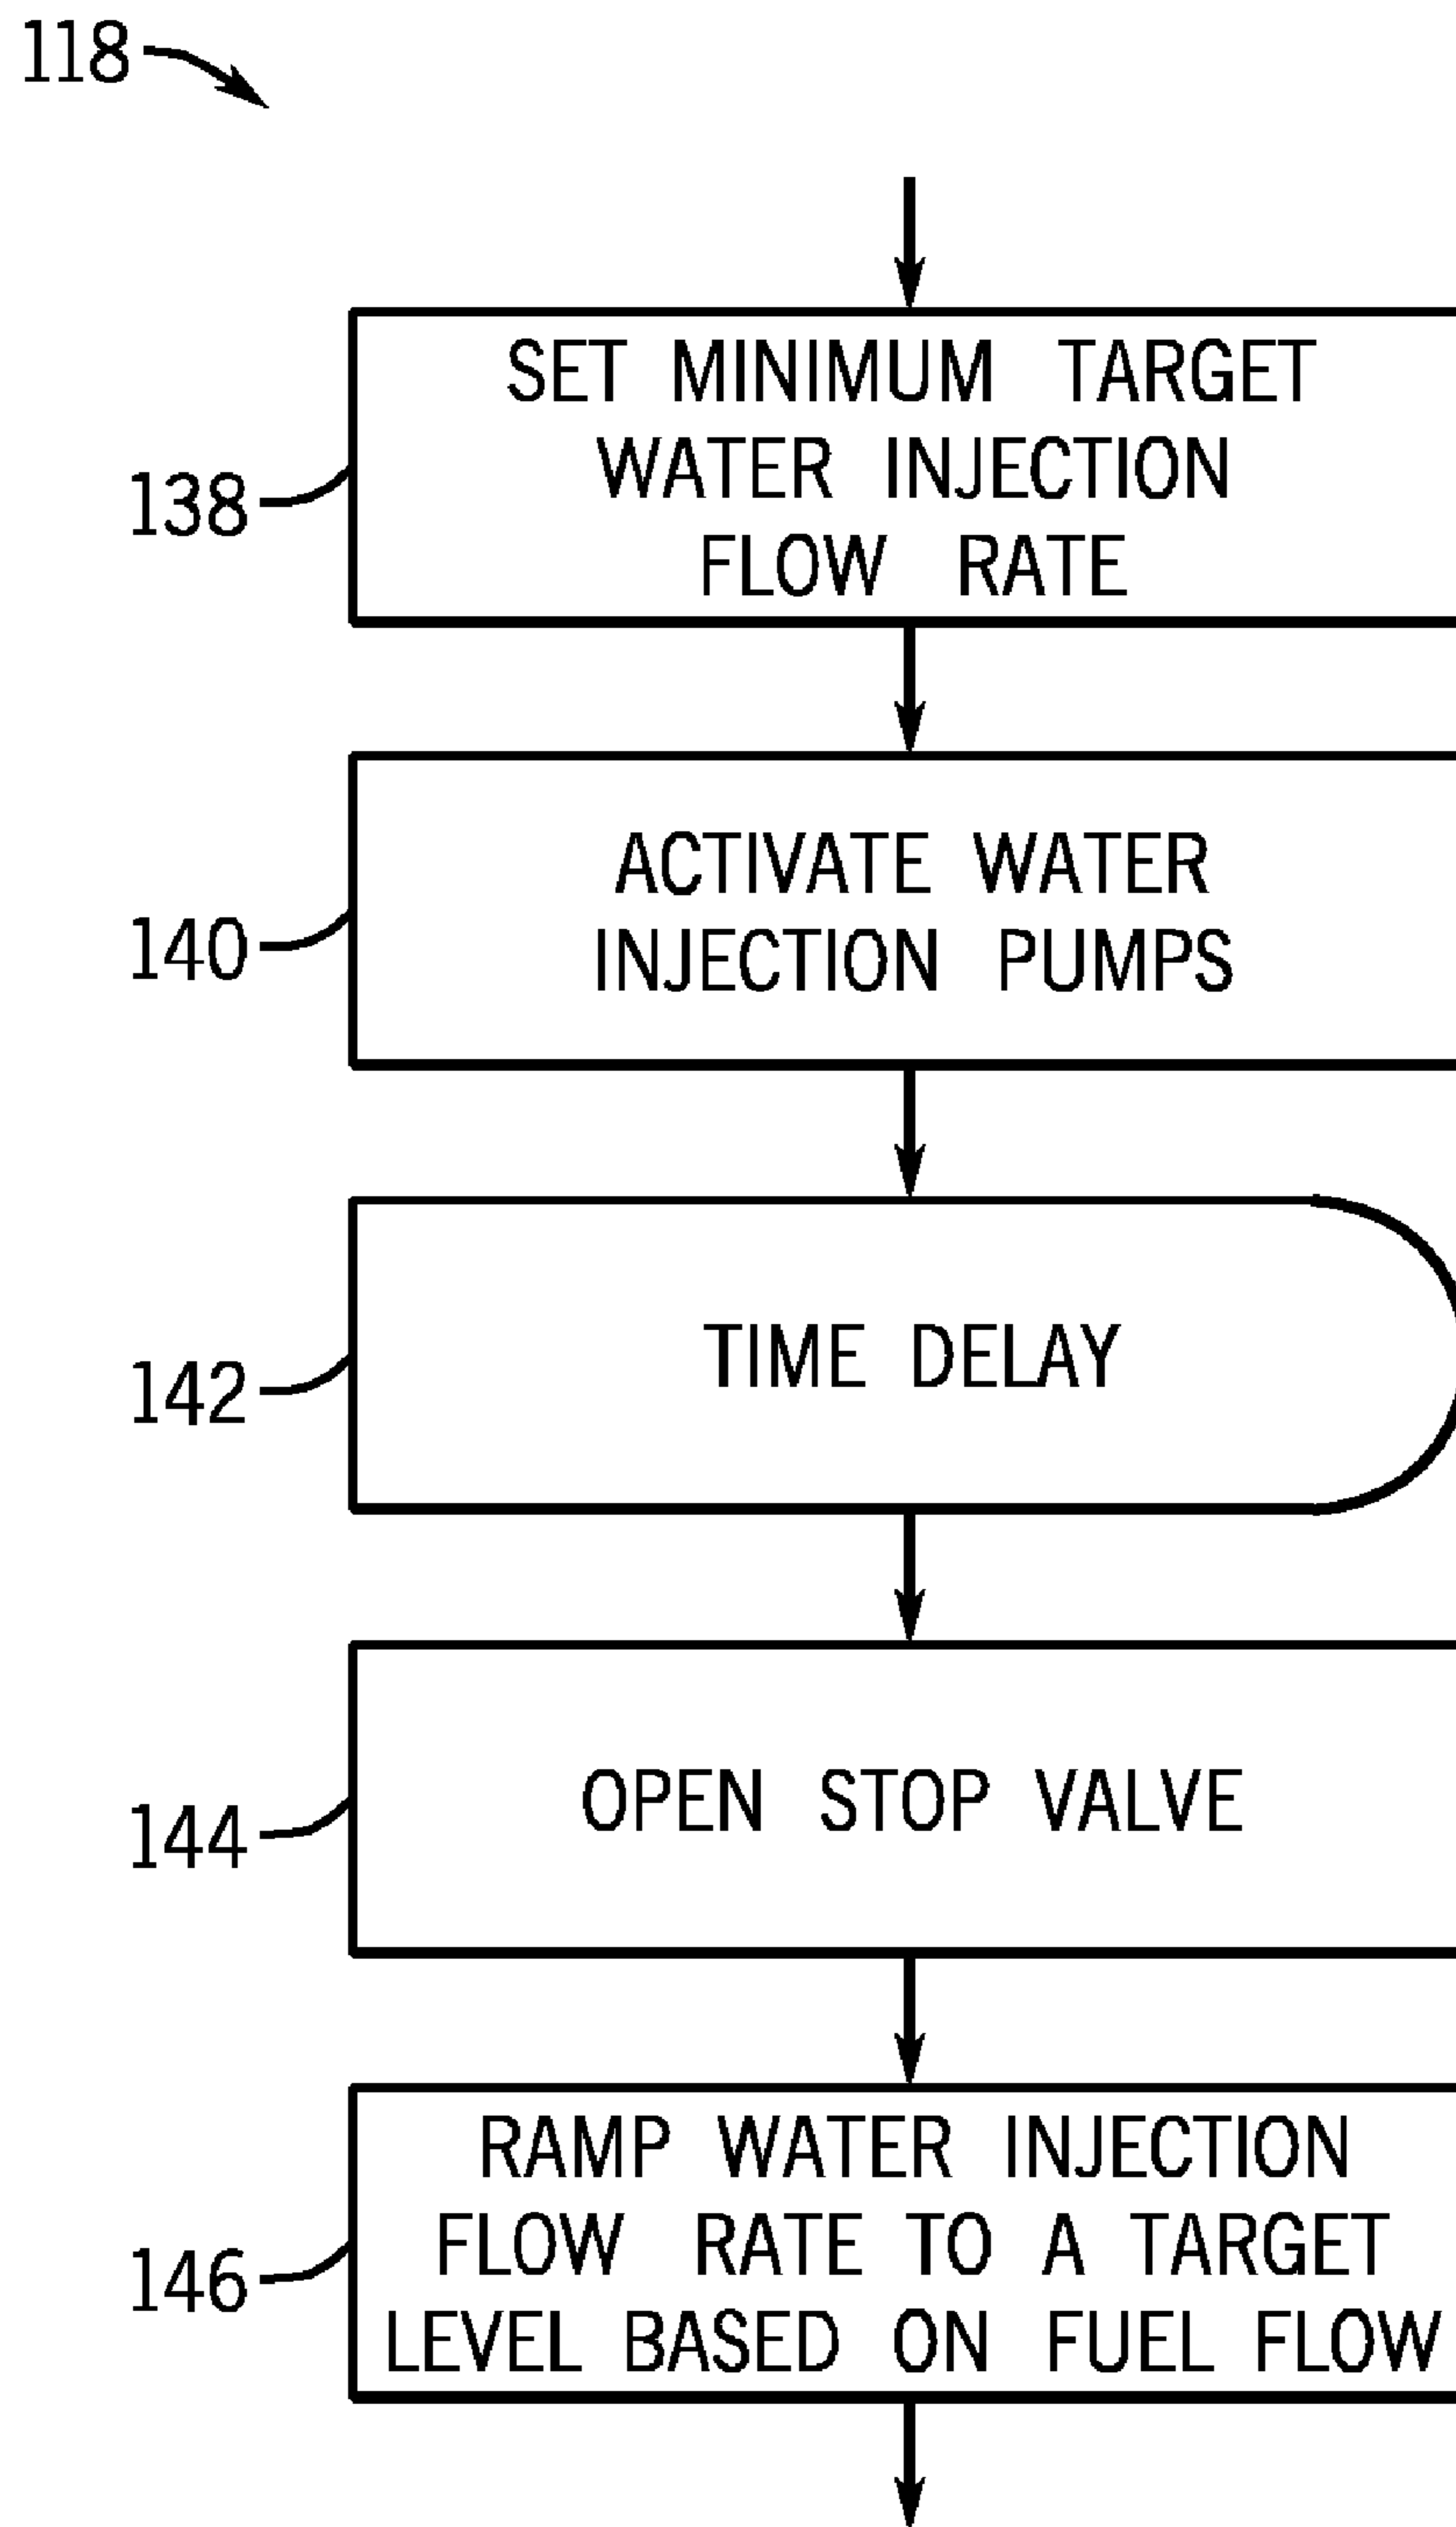 118
138
SET MINIMUM TARGET
WATER INJECTION
FLOW RATE
140
ACTIVATE WATER
INJECTION PUMPS
142
TIME DELAY
144
OPEN STOP VALVE
146
RAMP WATER INJECTION
FLOW RATE TO A TARGET
LEVEL BASED ON FUEL FLOW